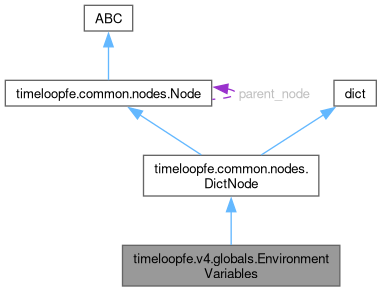 ABC
timeloopfe.common.nodes.Node
parent_node
dict
timeloopfe.common.nodes.
DictNode
timeloopfe.v4.globals.Environment
Variables